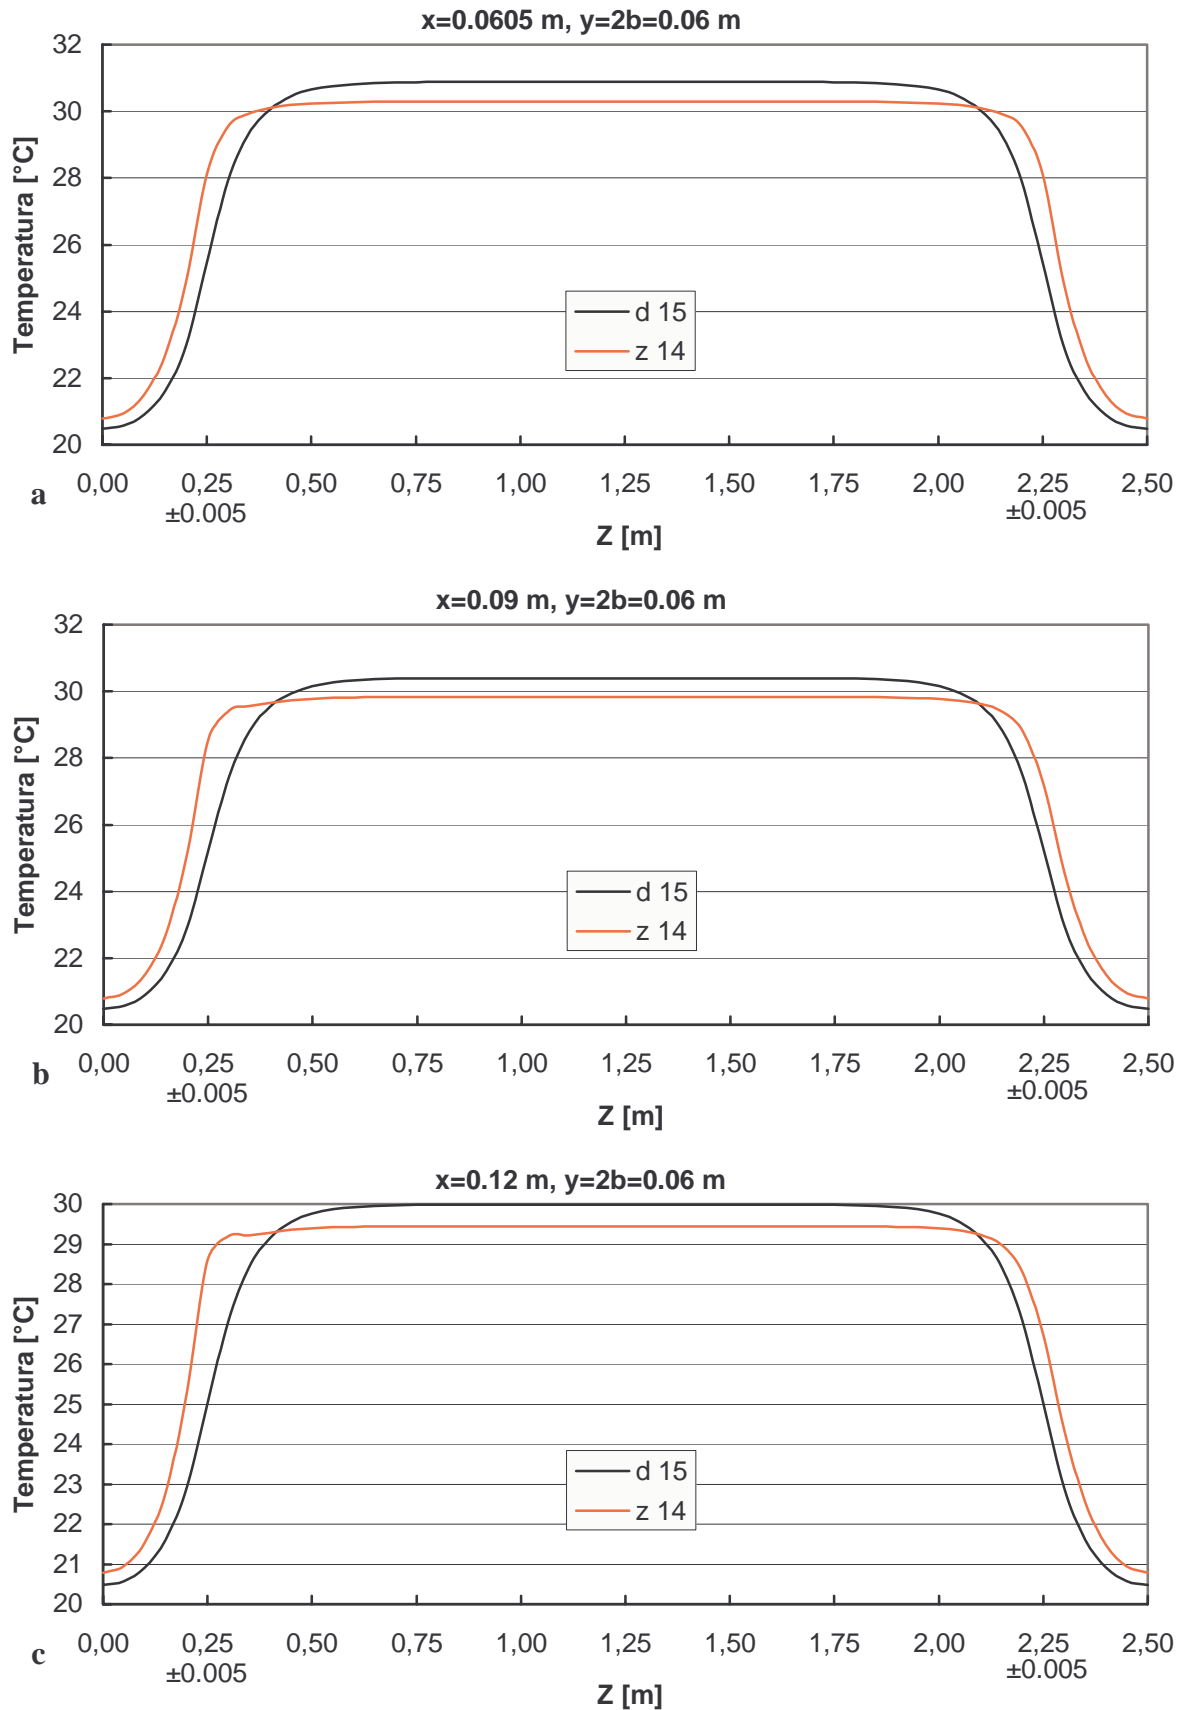 x=0.0605 m, y=2b=0.06 m
32
30
28
26
24
22
20
Temperatura [°C]
d 15
z 14
0,00 0,25 0,50 0,75 1,00 1,25 1,50 1,75 2,00 2,25 2,50
±0.005 ±0.005
a
Z [m]
x=0.09 m, y=2b=0.06 m
32
30
28
26
24
22
20
Temperatura [°C]
d 15
z 14
0,00 0,25 0,50 0,75 1,00 1,25 1,50 1,75 2,00 2,25 2,50
±0.005 ±0.005
b
Z [m]
x=0.12 m, y=2b=0.06 m
30
29
28
27
26
25
24
23
22
21
20
Temperatura [°C]
d 15
z 14
0,00 0,25 0,50 0,75 1,00 1,25 1,50 1,75 2,00 2,25 2,50
±0.005 ±0.005
c
Z [m]